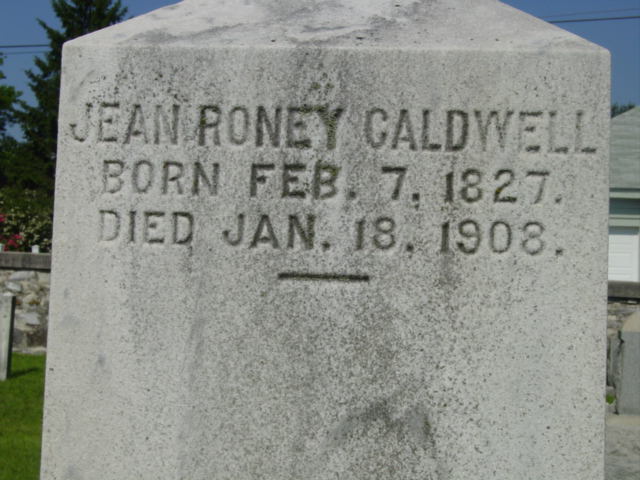 JEAN RONEY CALDWELL
BORN FEB. 7, 1827.
DIED JAN. 18, 1908.